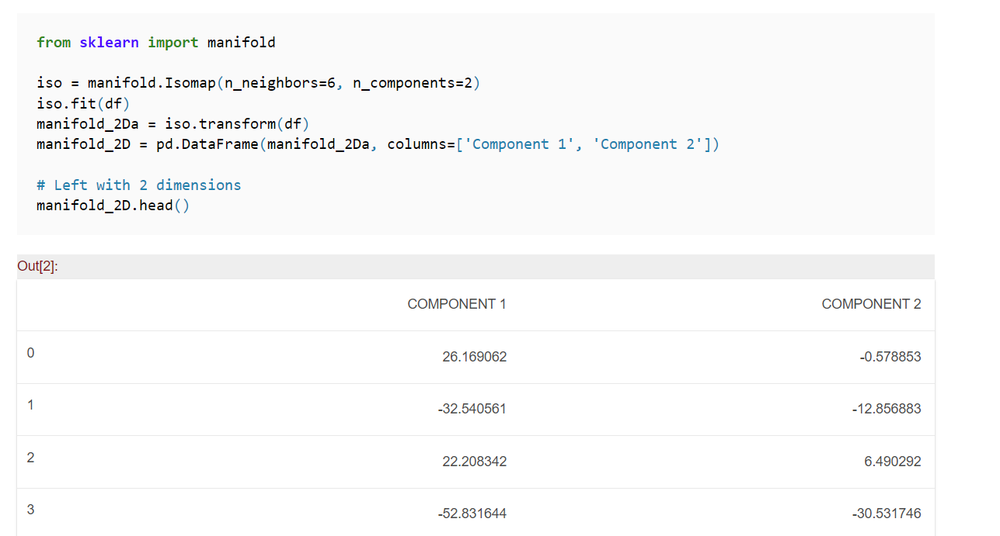 from sklearn import manifold
iso = manifold.Isomap(n_neighbors=6, n_components=2)
iso.fit(df)
manifold_2Da = iso.transform(df)
manifold_2D = pd.DataFrame(manifold_2Da, columns=['Component 1', 'Component 2'])
# Left with 2 dimensions
manifold_2D.head()
Out[2]:
COMPONENT 1 COMPONENT 2
0 26.169062 -0.578853
1 -32.540561 -12.856883
2 22.208342 6.490292
3 -52.831644 -30.531746